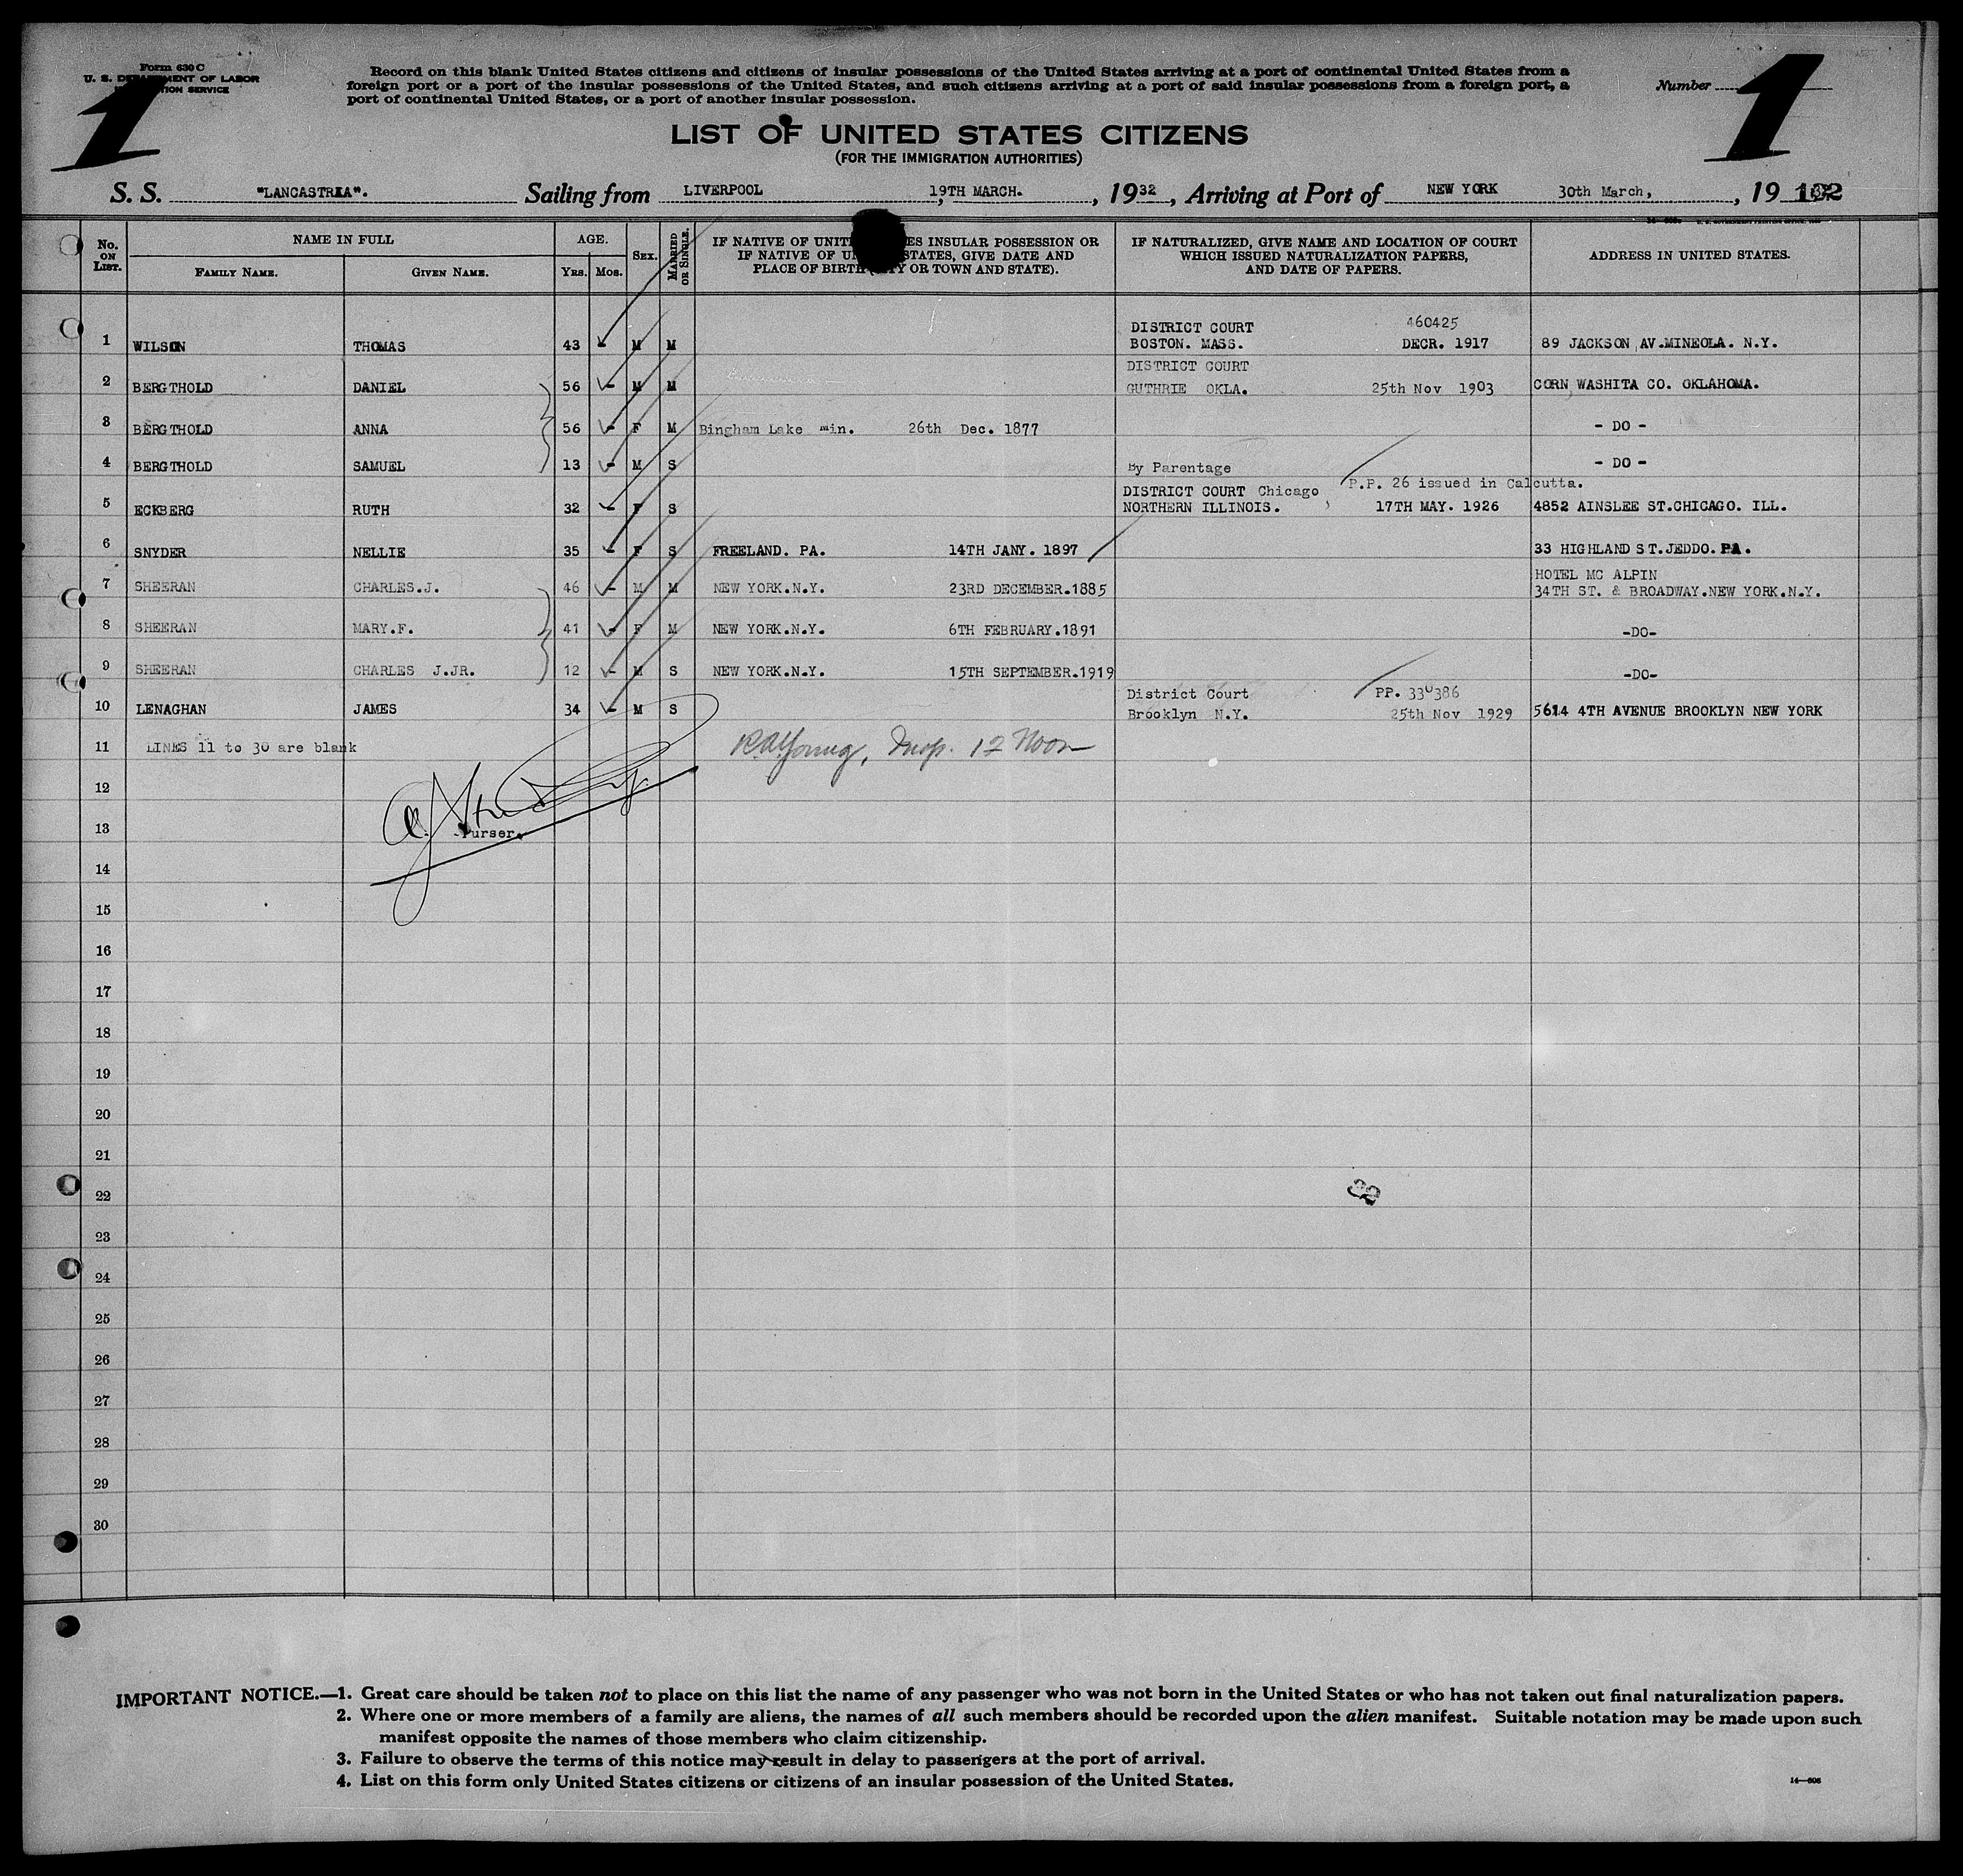 Form 630 C
U. S. DEPARTMENT OF LABOR
Record on this blank United States citizens and citizens of insular possessions of the United States arriving at a port of continental United States from a
foreign port or a port of the insular possessions of the United States, and such citizens arriving at a port of said insular possessions from a foreign port, a
port of continental United States, or a port of another insular possession.
Number
1
1
LIST OF UNITED STATES CITIZENS
(FOR THE IMMIGRATION AUTHORITIES)
S. S. "LANCASTRIA". Sailing from LIVERPOOL 19TH MARCH. , 1932 , Arriving at Port of NEW YORK 30th March, , 19
No. ON LIST. NAME IN FULL FAMILY NAME. GIVEN NAME. AGE. YRS. MOS. SEX. MARRIED OR SINGLE.
IF NATIVE OF UNITED STATES INSULAR POSSESSION OR
IF NATIVE OF UNITED STATES, GIVE DATE AND
PLACE OF BIRTH (CITY OR TOWN AND STATE).
IF NATURALIZED, GIVE NAME AND LOCATION OF COURT
WHICH ISSUED NATURALIZATION PAPERS,
AND DATE OF PAPERS.
ADDRESS IN UNITED STATES.
DISTRICT COURT 460425
1 WILSON THOMAS 43 - M M BOSTON. MASS. DECR. 1917 89 JACKSON AV.MINEOLA. N.Y.
DISTRICT COURT
2 BERGTHOLD DANIEL 56 - M M GUTHRIE OKLA. 25th Nov 1903 CORN WASHITA CO. OKLAHOMA.
3 BERGTHOLD ANNA 56 - F M Bingham Lake min. 26th Dec. 1877 - DO -
4 BERGTHOLD SAMUEL 13 - M S By Parentage - DO -
DISTRICT COURT Chicago P.P. 26 issued in Calcutta.
5 ECKBERG RUTH 32 - F S NORTHERN ILLINOIS. 17TH MAY. 1926 4852 AINSLEE ST.CHICAGO. ILL.
6 SNYDER NELLIE 35 - F S FREELAND. PA. 14TH JANY. 1897 33 HIGHLAND ST.JEDDO. PA.
HOTEL MC ALPIN
7 SHEERAN CHARLES.J. 46 - M M NEW YORK.N.Y. 23RD DECEMBER.1885 34TH ST. & BROADWAY.NEW YORK.N.Y.
8 SHEERAN MARY.F. 41 - F M NEW YORK.N.Y. 6TH FEBRUARY.1891 -DO-
9 SHEERAN CHARLES J.JR. 12 - M S NEW YORK.N.Y. 15TH SEPTEMBER.1919 -DO-
District Court PP. 330386
10 LENAGHAN JAMES 34 - M S Brooklyn N.Y. 25th Nov 1929 5614 4TH AVENUE BROOKLYN NEW YORK
11 LINES 11 to 30 are blank Young, Insp. 12 Noon
12
13 Purser.
14
15
16
17
18
19
20
21
22
23
24
25
26
27
28
29
30
IMPORTANT NOTICE.—1. Great care should be taken not to place on this list the name of any passenger who was not born in the United States or who has not taken out final naturalization papers.
2. Where one or more members of a family are aliens, the names of all such members should be recorded upon the alien manifest. Suitable notation may be made upon such
manifest opposite the names of those members who claim citizenship.
3. Failure to observe the terms of this notice may result in delay to passengers at the port of arrival.
4. List on this form only United States citizens or citizens of an insular possession of the United States.
14—606